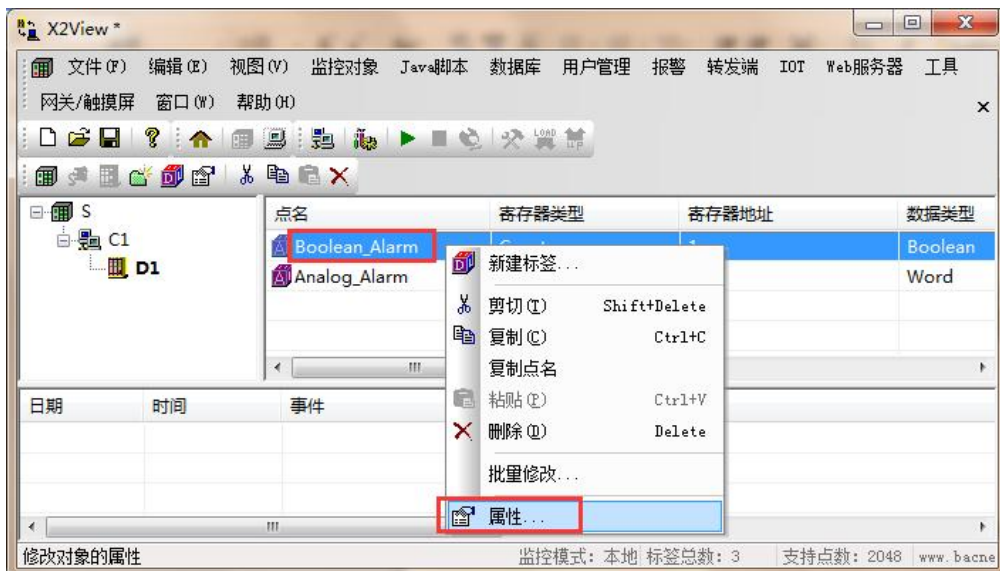 X2View *
文件(F) 编辑(E) 视图(V) 监控对象 Java脚本 数据库 用户管理 报警 转发端 IOT Web服务器 工具
网关/触摸屏 窗口(W) 帮助(H)
S
C1
D1
点名 寄存器类型 寄存器地址 数据类型
Boolean_Alarm Boolean
Analog_Alarm Word
新建标签...
剪切(T) Shift+Delete
复制(C) Ctrl+C
复制点名
粘贴(P) Ctrl+V
删除(D) Delete
批量修改...
属性...
日期 时间 事件
修改对象的属性 监控模式: 本地 标签总数: 3 支持点数: 2048 www.bacne